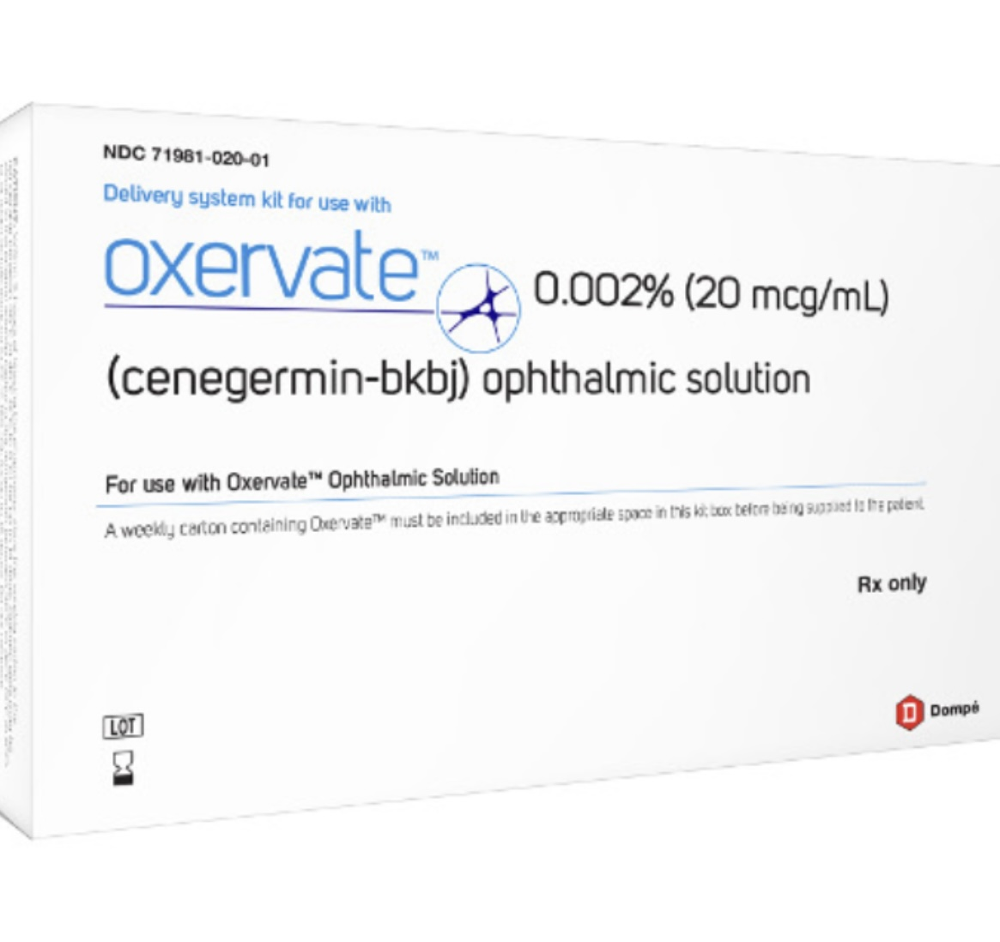 NDC 71981-020-01
Delivery system kit for use with
oxervate™ 0.002% (20 mcg/mL)
(cenegermin-bkbj) ophthalmic solution
For use with Oxervate™ Ophthalmic Solution
A weekly carton containing Oxervate™ must be included in the appropriate space in this kit box before being supplied to the patient.
Rx only
LOT
D Dompé